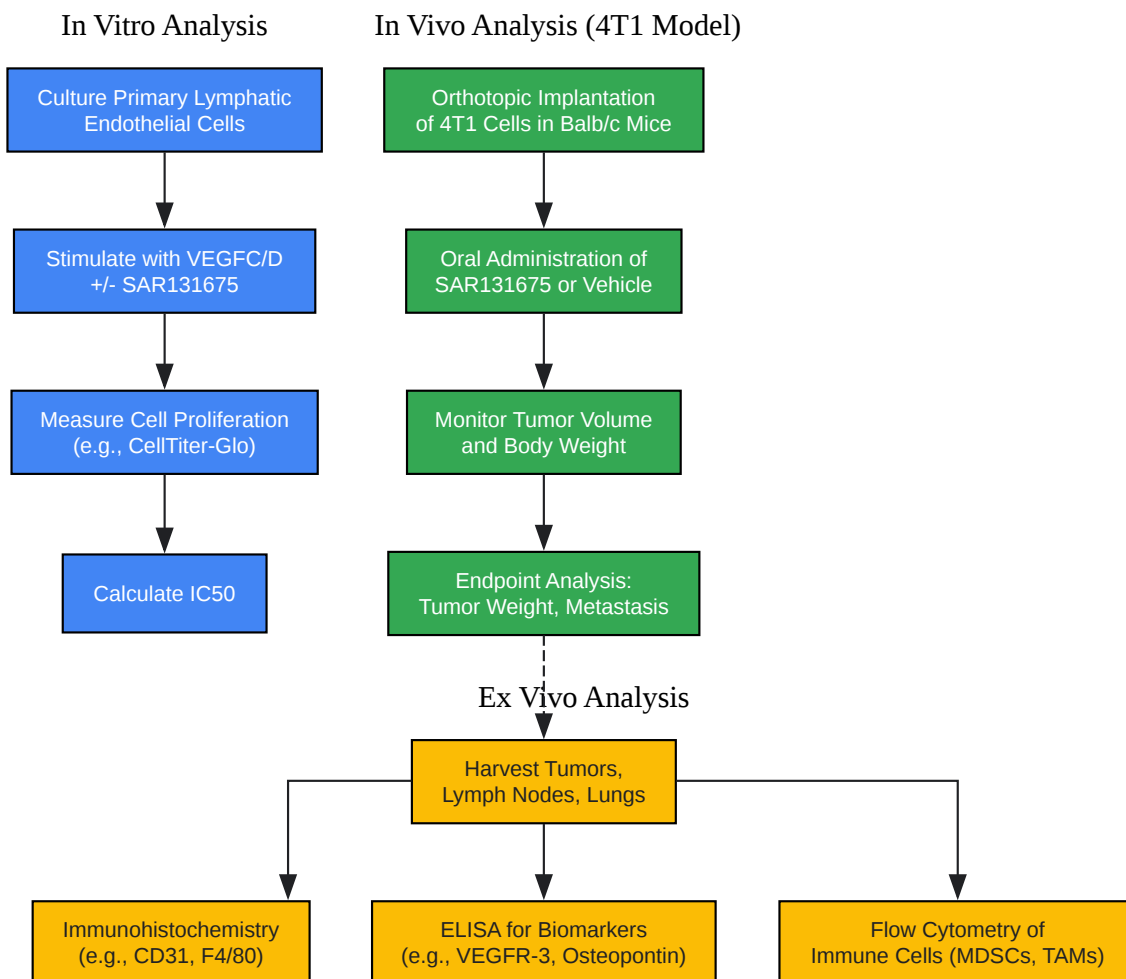 In Vitro Analysis
Culture Primary Lymphatic
Endothelial Cells
Stimulate with VEGFC/D
+/- SAR131675
Measure Cell Proliferation
(e.g., CellTiter-Glo)
Calculate IC50
In Vivo Analysis (4T1 Model)
Orthotopic Implantation
of 4T1 Cells in Balb/c Mice
Oral Administration of
SAR131675 or Vehicle
Monitor Tumor Volume
and Body Weight
Endpoint Analysis:
Tumor Weight, Metastasis
Ex Vivo Analysis
Harvest Tumors,
Lymph Nodes, Lungs
Immunohistochemistry
(e.g., CD31, F4/80)
ELISA for Biomarkers
(e.g., VEGFR-3, Osteopontin)
Flow Cytometry of
Immune Cells (MDSCs, TAMs)